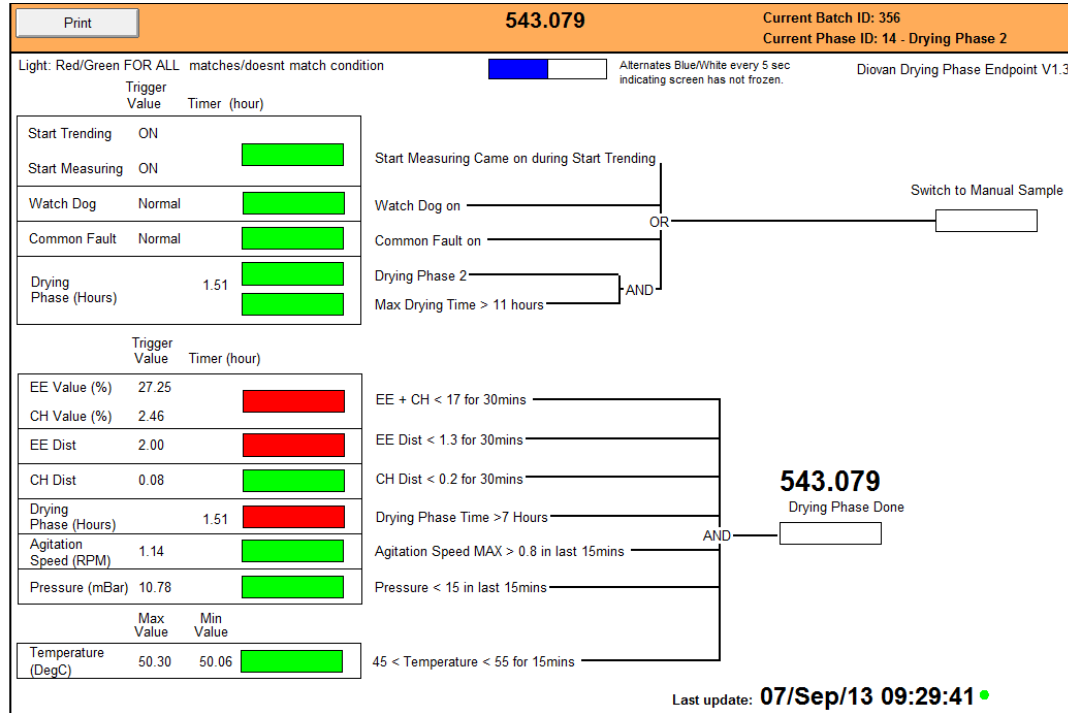 Print
543.079
Current Batch ID: 356
Current Phase ID: 14 - Drying Phase 2
Light: Red/Green FOR ALL matches/doesnt match condition
Alternates Blue/White every 5 sec
indicating screen has not frozen.
Diovan Drying Phase Endpoint V1.3
Trigger
Value Timer (hour)
Start Trending ON
Start Measuring ON
Start Measuring Came on during Start Trending
Watch Dog Normal
Watch Dog on
Common Fault Normal
Common Fault on
OR
Switch to Manual Sample
Drying
Phase (Hours) 1.51
Drying Phase 2
Max Drying Time > 11 hours
AND
Trigger
Value Timer (hour)
EE Value (%) 27.25
CH Value (%) 2.46
EE + CH < 17 for 30mins
EE Dist 2.00
EE Dist < 1.3 for 30mins
CH Dist 0.08
CH Dist < 0.2 for 30mins
Drying
Phase (Hours) 1.51
Drying Phase Time >7 Hours
Agitation
Speed (RPM) 1.14
Agitation Speed MAX > 0.8 in last 15mins
Pressure (mBar) 10.78
Pressure < 15 in last 15mins
AND
543.079
Drying Phase Done
Max
Value
Min
Value
Temperature
(DegC) 50.30 50.06
45 < Temperature < 55 for 15mins
Last update: 07/Sep/13 09:29:41